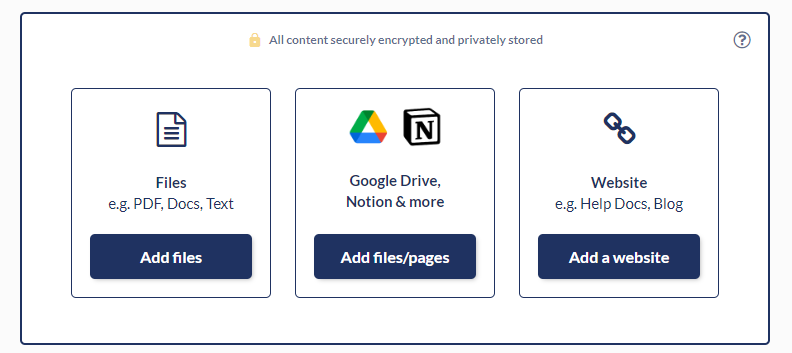 All content securely encrypted and privately stored
?
N
Files
e.g. PDF, Docs, Text
Add files
Google Drive,
Notion & more
Add files/pages
Website
e.g. Help Docs, Blog
Add a website